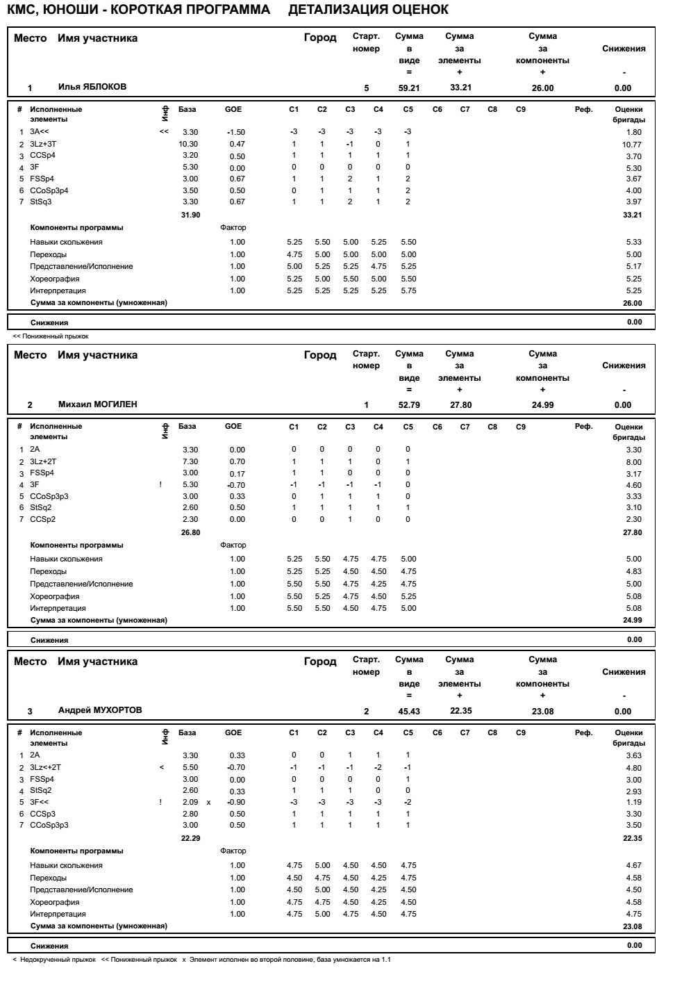 КМС, ЮНОШИ - КОРОТКАЯ ПРОГРАММА ДЕТАЛИЗАЦИЯ ОЦЕНОК
Место Имя участника Город Старт. номер Сумма в виде = Сумма за элементы + Сумма за компоненты + Снижения -
1 Илья ЯБЛОКОВ 5 59.21 33.21 26.00 0.00
# Исполненные элементы Инф База GOE C1 C2 C3 C4 C5 C6 C7 C8 C9 Реф. Оценки бригады
1 3A<< << 3.30 -1.50 -3 -3 -3 -3 -3 1.80
2 3Lz+3T 10.30 0.47 1 1 -1 0 1 10.77
3 CCSp4 3.20 0.50 1 1 1 1 1 3.70
4 3F 5.30 0.00 0 0 0 0 0 5.30
5 FSSp4 3.00 0.67 1 1 2 1 2 3.67
6 CCoSp3p4 3.50 0.50 0 1 1 1 2 4.00
7 StSq3 3.30 0.67 1 1 2 1 2 3.97
31.90 33.21
Компоненты программы Фактор
Навыки скольжения 1.00 5.25 5.50 5.00 5.25 5.50 5.33
Переходы 1.00 4.75 5.00 5.00 5.00 5.00 5.00
Представление/Исполнение 1.00 5.00 5.25 5.25 4.75 5.25 5.17
Хореография 1.00 5.25 5.00 5.50 5.00 5.50 5.25
Интерпретация 1.00 5.25 5.25 5.25 5.25 5.75 5.25
Сумма за компоненты (умноженная) 26.00
Снижения 0.00
<< Пониженный прыжок
Место Имя участника Город Старт. номер Сумма в виде = Сумма за элементы + Сумма за компоненты + Снижения -
2 Михаил МОГИЛЕН 1 52.79 27.80 24.99 0.00
# Исполненные элементы Инф База GOE C1 C2 C3 C4 C5 C6 C7 C8 C9 Реф. Оценки бригады
1 2A 3.30 0.00 0 0 0 0 0 3.30
2 3Lz+2T 7.30 0.70 1 1 1 0 1 8.00
3 FSSp4 3.00 0.17 1 1 0 0 0 3.17
4 3F ! 5.30 -0.70 -1 -1 -1 -1 0 4.60
5 CCoSp3p3 3.00 0.33 0 1 1 1 0 3.33
6 StSq2 2.60 0.50 1 1 1 1 1 3.10
7 CCSp2 2.30 0.00 0 0 1 0 0 2.30
26.80 27.80
Компоненты программы Фактор
Навыки скольжения 1.00 5.25 5.50 4.75 4.75 5.00 5.00
Переходы 1.00 5.25 5.25 4.50 4.50 4.75 4.83
Представление/Исполнение 1.00 5.50 5.50 4.75 4.25 4.75 5.00
Хореография 1.00 5.50 5.25 4.75 4.50 5.25 5.08
Интерпретация 1.00 5.50 5.50 4.50 4.75 5.00 5.08
Сумма за компоненты (умноженная) 24.99
Снижения 0.00
Место Имя участника Город Старт. номер Сумма в виде = Сумма за элементы + Сумма за компоненты + Снижения -
3 Андрей МУХОРТОВ 2 45.43 22.35 23.08 0.00
# Исполненные элементы Инф База GOE C1 C2 C3 C4 C5 C6 C7 C8 C9 Реф. Оценки бригады
1 2A 3.30 0.33 0 0 1 1 1 3.63
2 3Lz<+2T < 5.50 -0.70 -1 -1 -1 -2 -1 4.80
3 FSSp4 3.00 0.00 0 0 0 0 1 3.00
4 StSq2 2.60 0.33 1 1 1 0 0 2.93
5 3F<< ! 2.09 x -0.90 -3 -3 -3 -3 -2 1.19
6 CCSp3 2.80 0.50 1 1 1 1 1 3.30
7 CCoSp3p3 3.00 0.50 1 1 1 1 1 3.50
22.29 22.35
Компоненты программы Фактор
Навыки скольжения 1.00 4.75 5.00 4.50 4.50 4.75 4.67
Переходы 1.00 4.50 4.75 4.50 4.25 4.75 4.58
Представление/Исполнение 1.00 4.50 5.00 4.50 4.25 4.50 4.50
Хореография 1.00 4.75 4.75 4.50 4.25 4.50 4.58
Интерпретация 1.00 4.75 5.00 4.75 4.50 4.75 4.75
Сумма за компоненты (умноженная) 23.08
Снижения 0.00
< Недокрученный прыжок << Пониженный прыжок x Элемент исполнен во второй половине, база умножается на 1.1